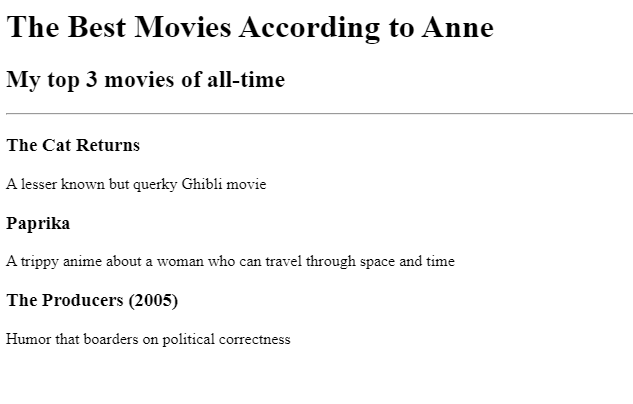 The Best Movies According to Anne
My top 3 movies of all-time
The Cat Returns
A lesser known but querky Ghibli movie
Paprika
A trippy anime about a woman who can travel through space and time
The Producers (2005)
Humor that boarders on political correctness